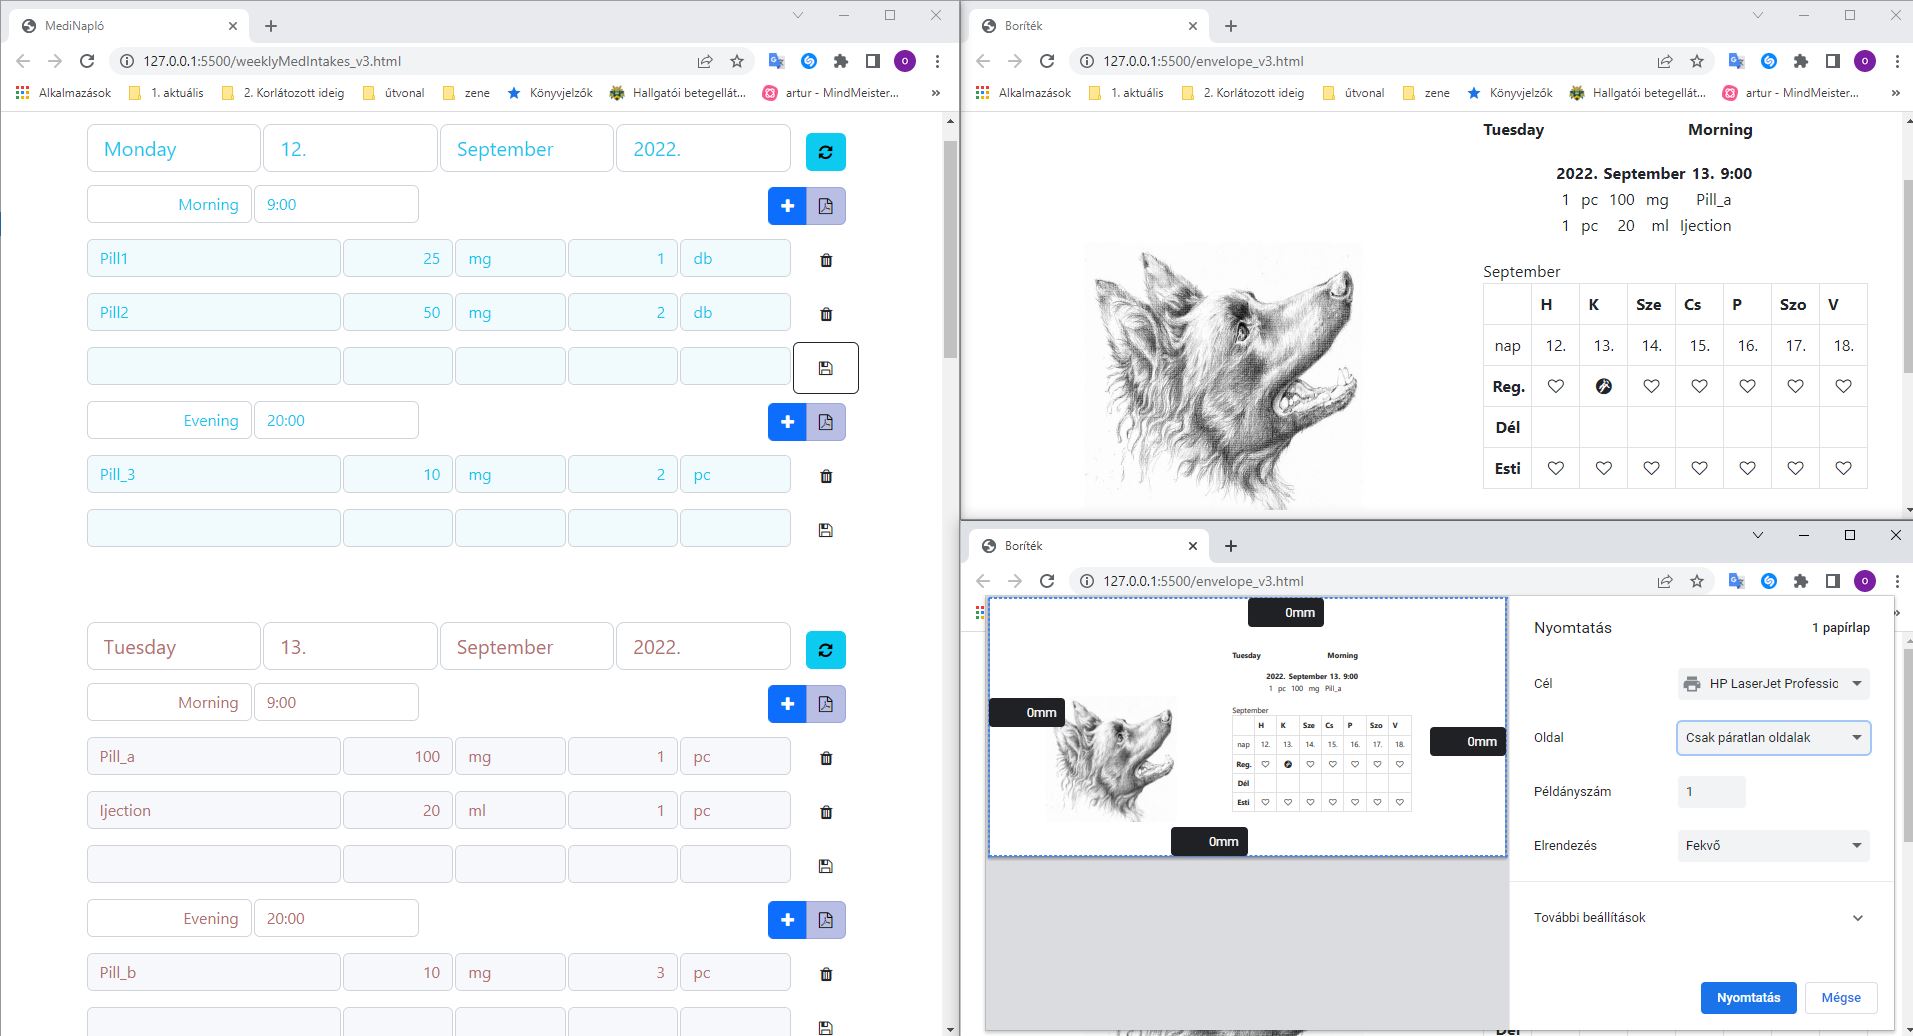 MediNapló
127.0.0.1:5500/weeklyMedIntakes_v3.html
o
Alkalmazások 1. aktuális 2. Korlátozott ideig útvonal zene Könyvjelzők Hallgatói betegellát... artur - MindMeister... »
Monday 12. September 2022.
Morning 9:00
Pill1 25 mg 1 db
Pill2 50 mg 2 db
Evening 20:00
Pill_3 10 mg 2 pc
Tuesday 13. September 2022.
Morning 9:00
Pill_a 100 mg 1 pc
Ijection 20 ml 1 pc
Evening 20:00
Pill_b 10 mg 3 pc
Boríték
127.0.0.1:5500/envelope_v3.html
o
Alkalmazások 1. aktuális 2. Korlátozott ideig útvonal zene Könyvjelzők Hallgatói betegellát... artur - MindMeister... »
Tuesday Morning
2022. September 13. 9:00
1 pc 100 mg Pill_a
1 pc 20 ml Ijection
September
H K Sze Cs P Szo V
nap 12. 13. 14. 15. 16. 17. 18.
Reg.
Dél
Esti
Boríték
127.0.0.1:5500/envelope_v3.html
o
»
0mm
Tuesday Morning
2022. September 13. 9:00
1 pc 100 mg Pill_a
0mm
September
H K Sze Cs P Szo V
nap 12. 13. 14. 15. 16. 17. 18.
0mm
Reg.
Dél
Esti
0mm
Nyomtatás 1 papírlap
Cél HP LaserJet Professio
Oldal Csak páratlan oldalak
Példányszám 1
Elrendezés Fekvő
További beállítások
Nyomtatás Mégse